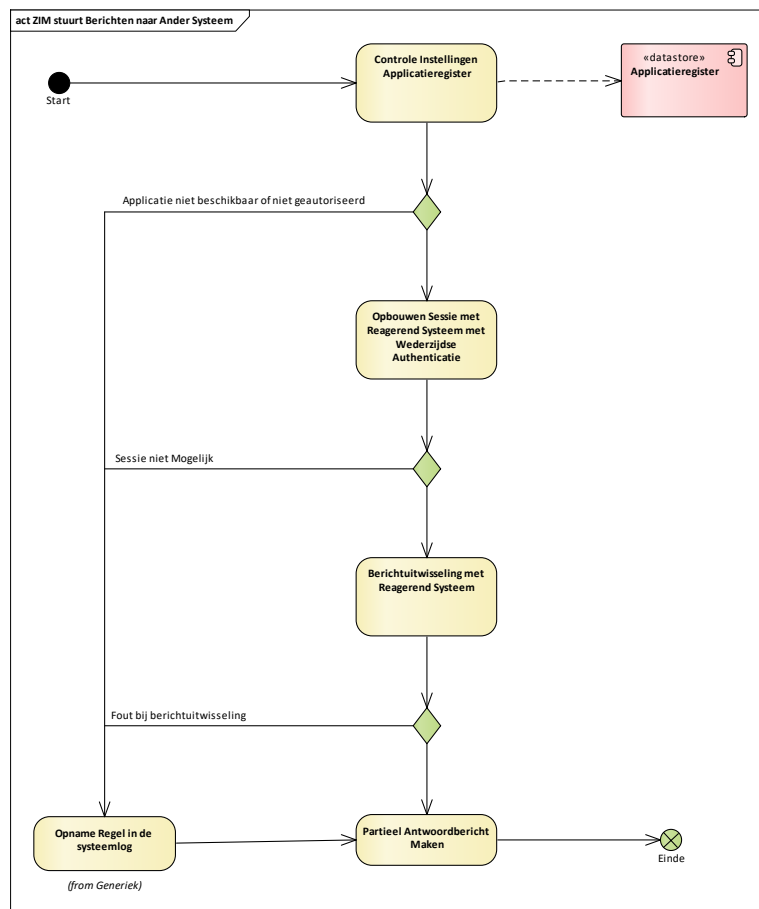 act ZIM stuurt Berichten naar Ander Systeem
Start
Controle Instellingen
Applicatieregister
«datastore»
Applicatieregister
Applicatie niet beschikbaar of niet geautoriseerd
Opbouwen Sessie met
Reagerend Systeem met
Wederzijdse
Authenticatie
Sessie niet Mogelijk
Berichtuitwisseling met
Reagerend Systeem
Fout bij berichtuitwisseling
Opname Regel in de
systeemlog
(from Generiek)
Partieel Antwoordbericht
Maken
Einde